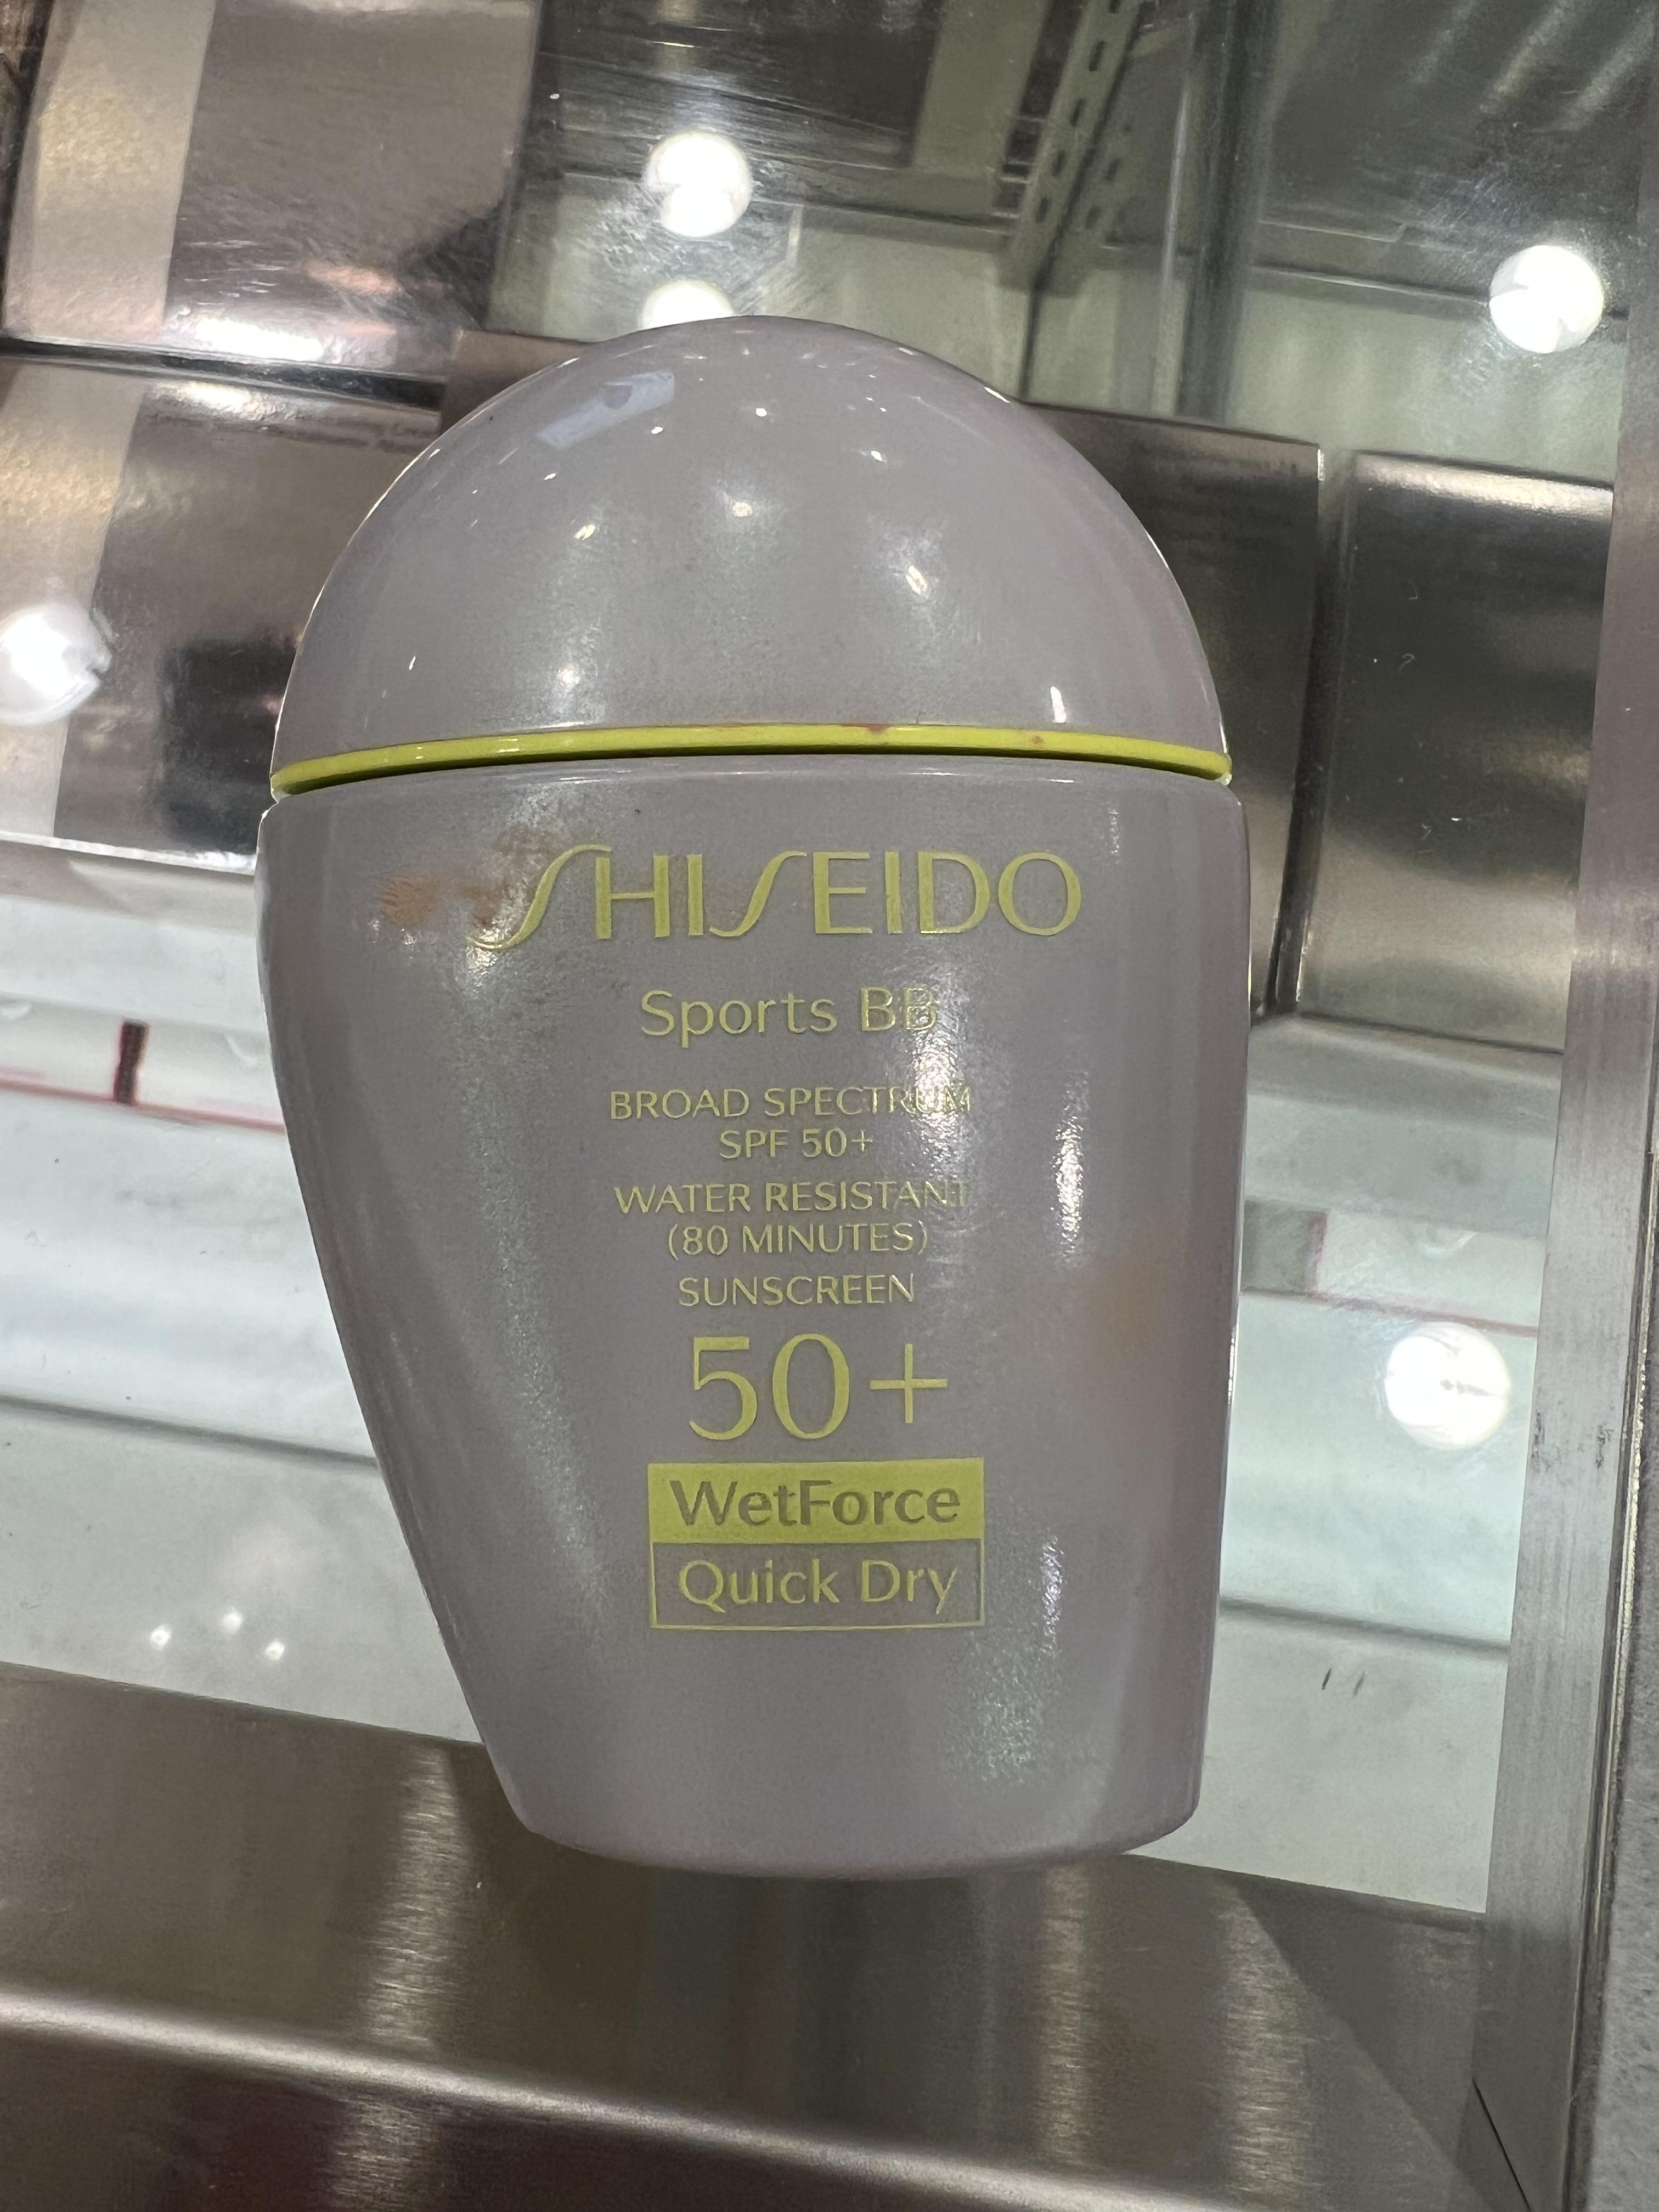 SHISEIDO
Sports BB
BROAD SPECTRUM
SPF 50+
WATER RESISTANT
(80 MINUTES)
SUNSCREEN
50+
WetForce
Quick Dry